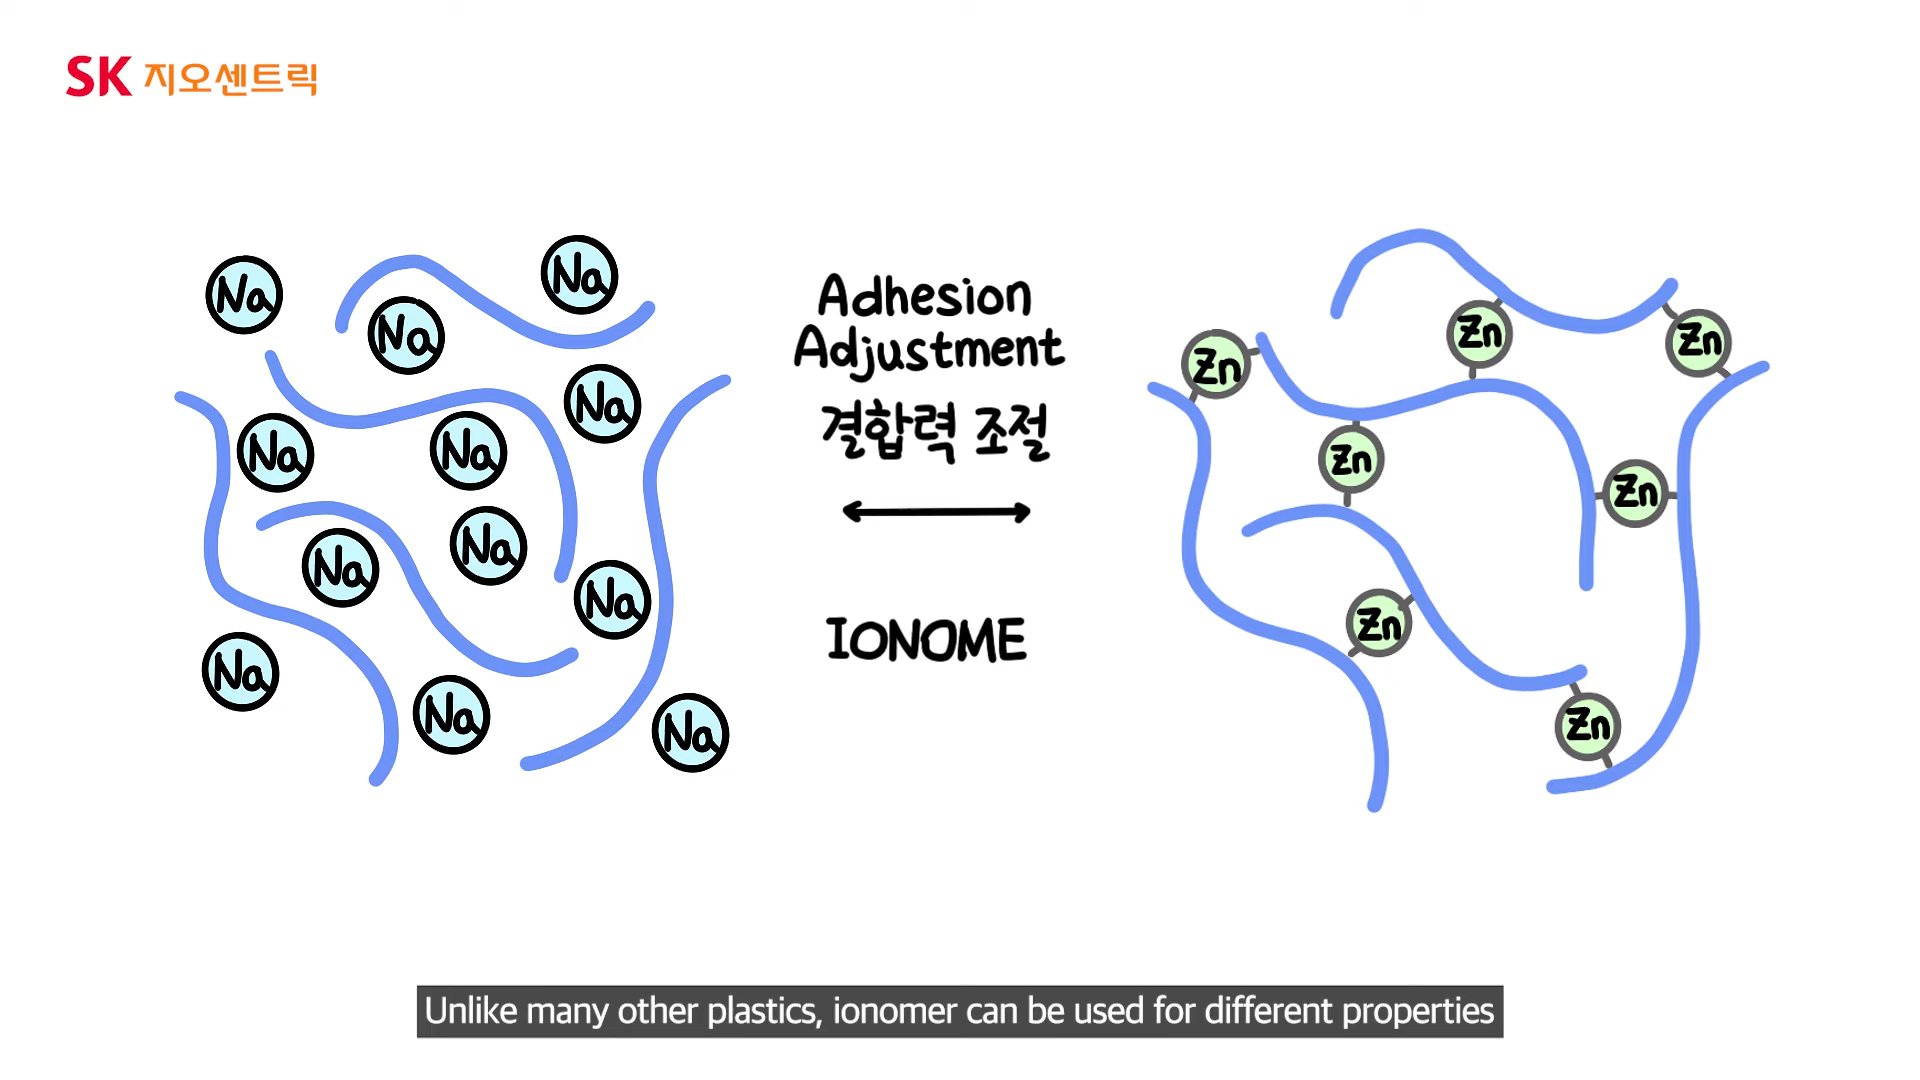 SK 지오센트릭
Na
Na
Na
Na
Na
Na
Na
Na
Na
Na
Na
Na
Adhesion
Adjustment
결합력 조절
IONOME
Zn
Zn
Zn
Zn
Zn
Zn
Zn
Unlike many other plastics, ionomer can be used for different properties